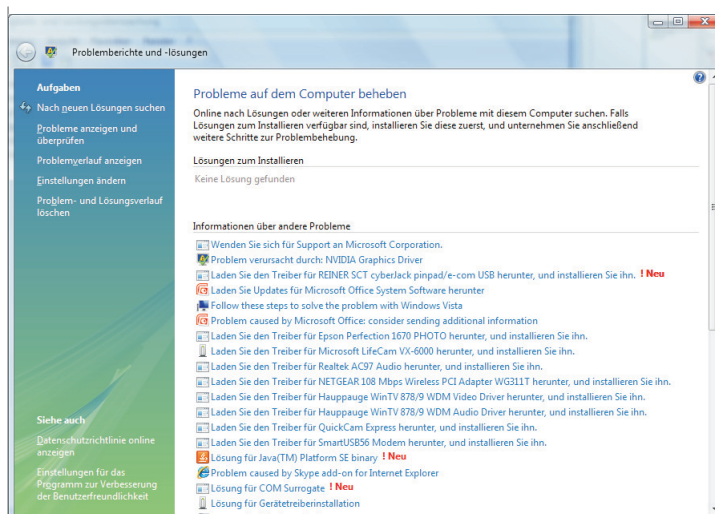 Problemberichte und -lösungen
Aufgaben
Nach neuen Lösungen suchen
Probleme anzeigen und
überprüfen
Problemverlauf anzeigen
Einstellungen ändern
Problem- und Lösungsverlauf
löschen
Siehe auch
Datenschutzrichtlinie online
anzeigen
Einstellungen für das
Programm zur Verbesserung
der Benutzerfreundlichkeit
Probleme auf dem Computer beheben
Online nach Lösungen oder weiteren Informationen über Probleme mit diesem Computer suchen. Falls
Lösungen zum Installieren verfügbar sind, installieren Sie diese zuerst, und unternehmen Sie anschließend
weitere Schritte zur Problembehebung.
Lösungen zum Installieren
Keine Lösung gefunden
Informationen über andere Probleme
Wenden Sie sich für Support an Microsoft Corporation.
Problem verursacht durch: NVIDIA Graphics Driver
Laden Sie den Treiber für REINER SCT cyberJack pinpad/e-com USB herunter, und installieren Sie ihn. ! Neu
Laden Sie Updates für Microsoft Office System Software herunter
Follow these steps to solve the problem with Windows Vista
Problem caused by Microsoft Office: consider sending additional information
Laden Sie den Treiber für Epson Perfection 1670 PHOTO herunter, und installieren Sie ihn.
Laden Sie den Treiber für Microsoft LifeCam VX-6000 herunter, und installieren Sie ihn.
Laden Sie den Treiber für Realtek AC97 Audio herunter, und installieren Sie ihn.
Laden Sie den Treiber für NETGEAR 108 Mbps Wireless PCI Adapter WG311T herunter, und installieren Sie ihn.
Laden Sie den Treiber für Hauppauge WinTV 878/9 WDM Video Driver herunter, und installieren Sie ihn.
Laden Sie den Treiber für Hauppauge WinTV 878/9 WDM Audio Driver herunter, und installieren Sie ihn.
Laden Sie den Treiber für QuickCam Express herunter, und installieren Sie ihn.
Laden Sie den Treiber für SmartUSB56 Modem herunter, und installieren Sie ihn.
Lösung für Java(TM) Platform SE binary ! Neu
Problem caused by Skype add-on for Internet Explorer
Lösung für COM Surrogate ! Neu
Lösung für Gerätetreiberinstallation